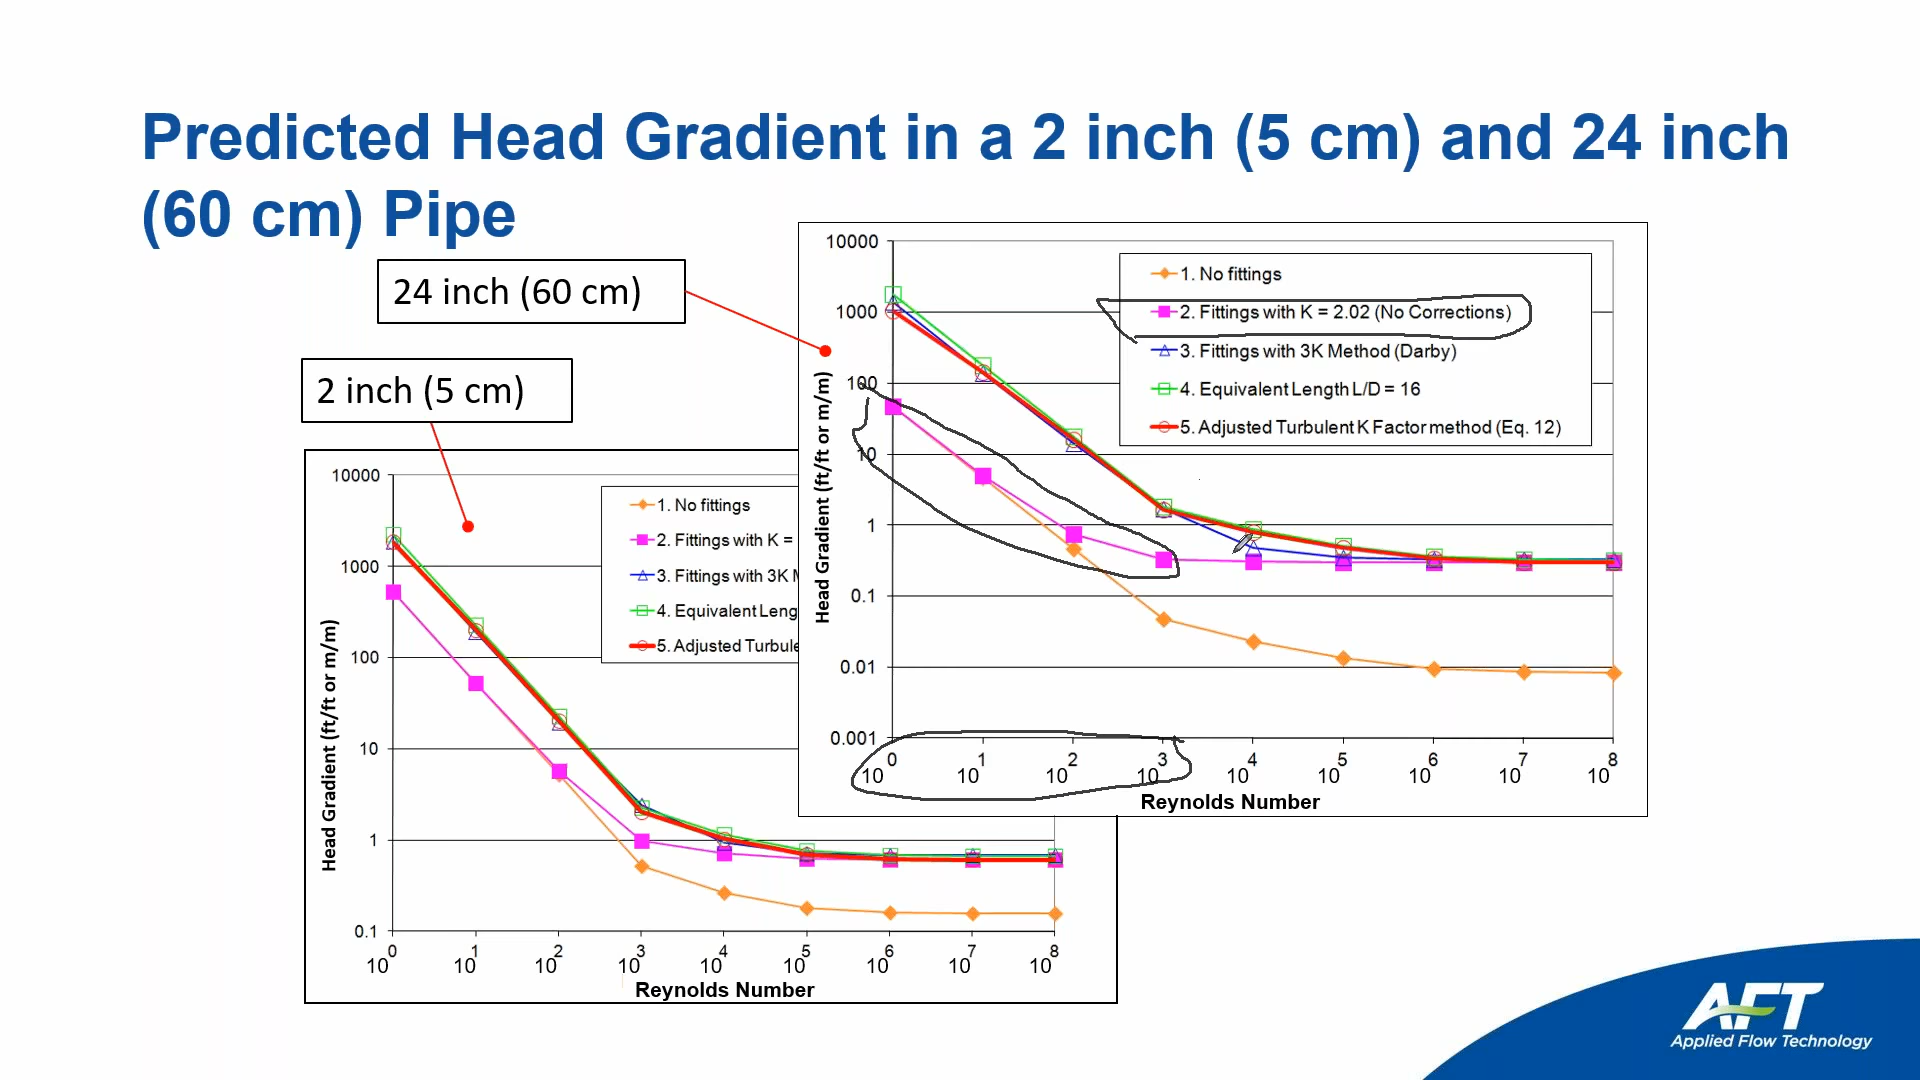 Predicted Head Gradient in a 2 inch (5 cm) and 24 inch
(60 cm) Pipe
24 inch (60 cm)
2 inch (5 cm)
10000
1000
100
10
1
0.1
0.01
0.001
Head Gradient (ft/ft or m/m)
1. No fittings
2. Fittings with K = 2.02 (No Corrections)
3. Fittings with 3K Method (Darby)
4. Equivalent Length L/D = 16
5. Adjusted Turbulent K Factor method (Eq. 12)
10^0 10^1 10^2 10^3 10^4 10^5 10^6 10^7 10^8
Reynolds Number
10000
1000
100
10
1
0.1
Head Gradient (ft/ft or m/m)
1. No fittings
2. Fittings with K =
3. Fittings with 3K
4. Equivalent Leng
5. Adjusted Turbule
10^0 10^1 10^2 10^3 10^4 10^5 10^6 10^7 10^8
Reynolds Number
AFT
Applied Flow Technology